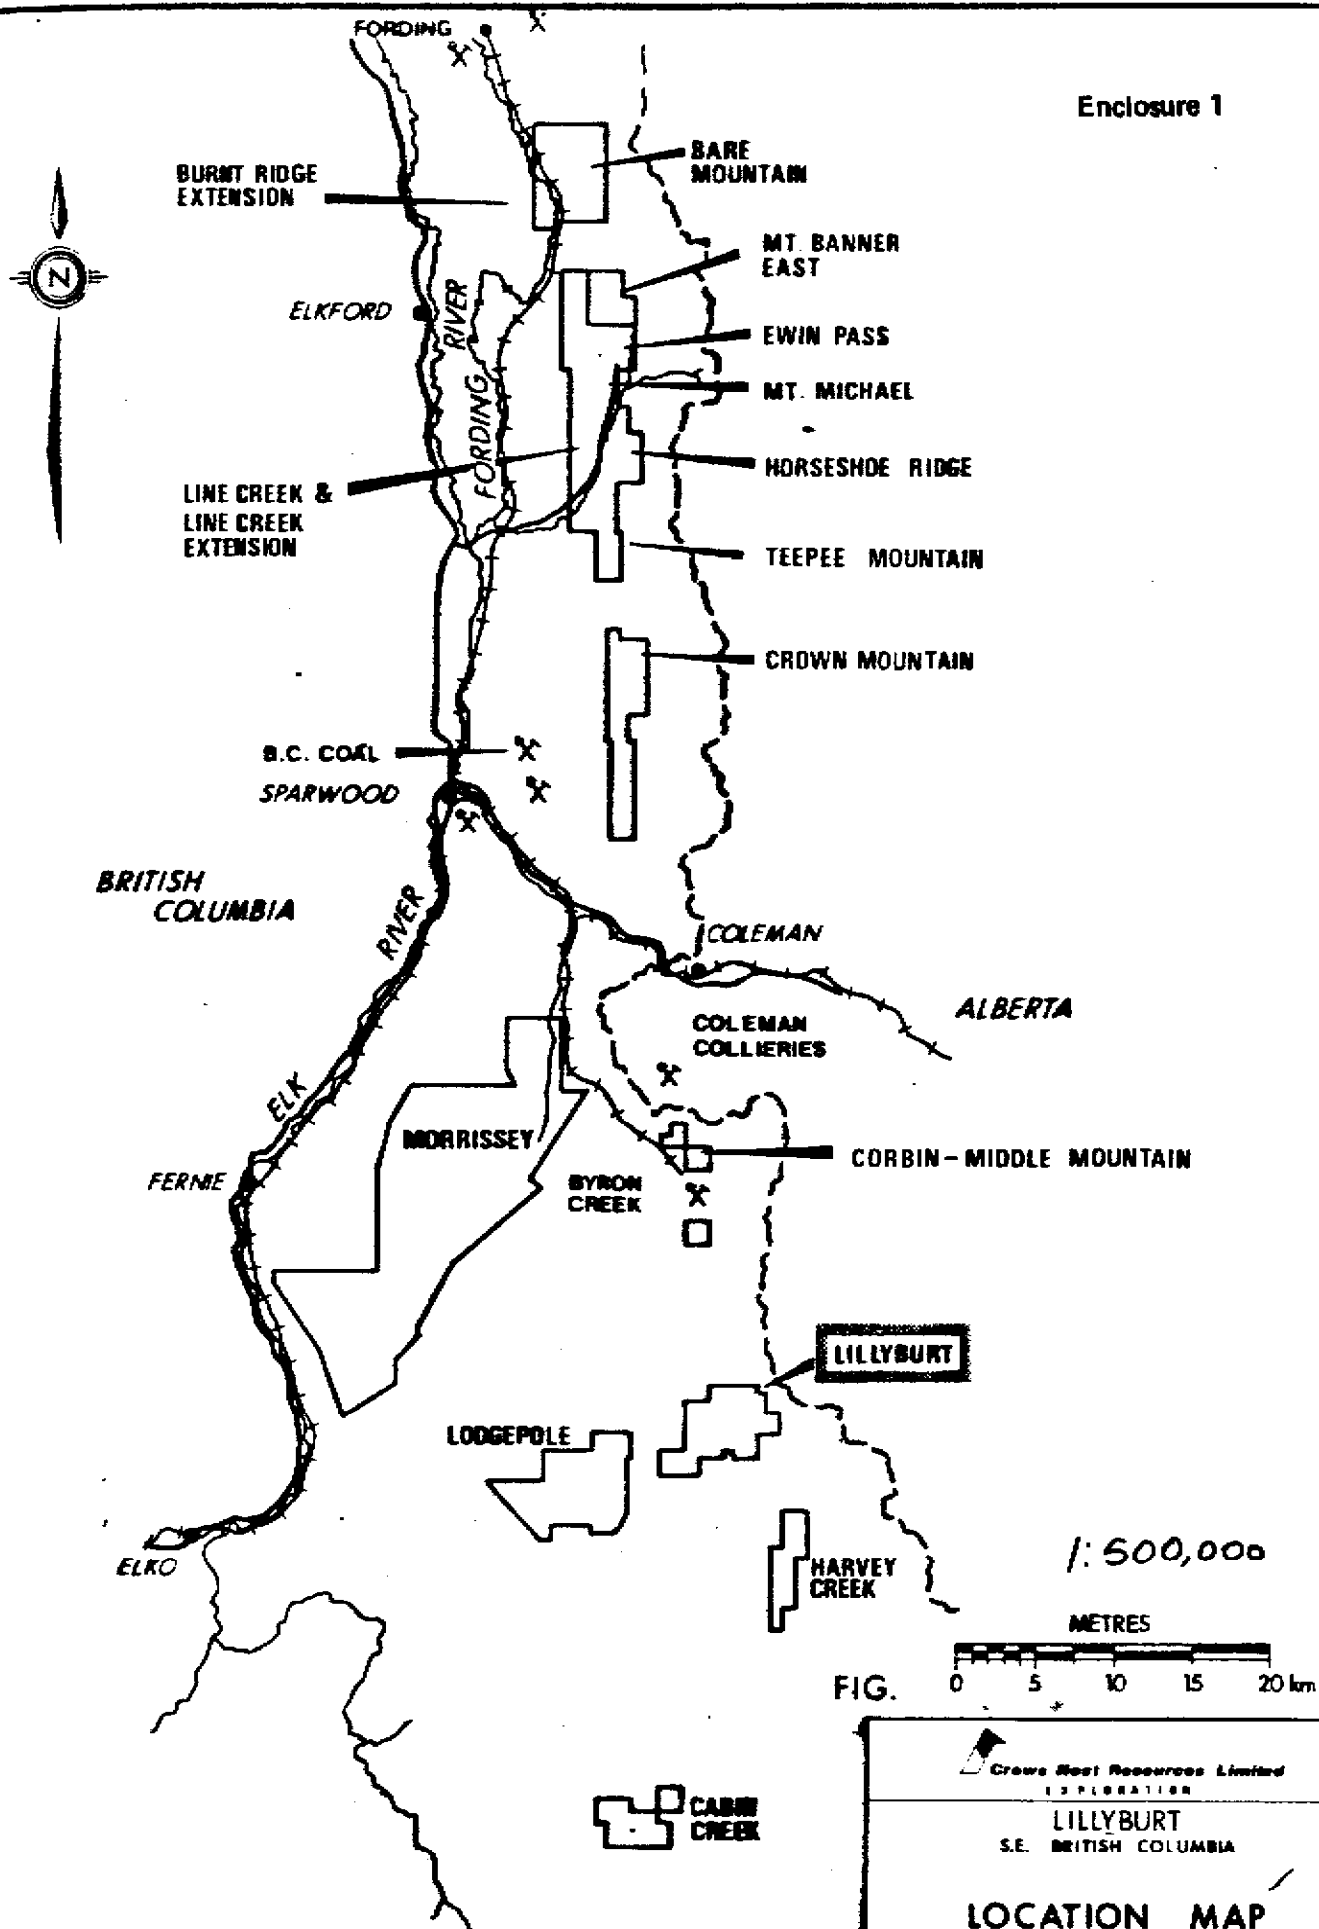 FORDING
Enclosure 1
BARE
MOUNTAIN
BURNT RIDGE
EXTENSION
N
MT. BANNER
EAST
ELKFORD
FORDING RIVER
EWIN PASS
MT. MICHAEL
HORSESHOE RIDGE
LINE CREEK &
LINE CREEK
EXTENSION
TEEPEE MOUNTAIN
CROWN MOUNTAIN
B.C. COAL
SPARWOOD
BRITISH
COLUMBIA
ELK RIVER
COLEMAN
ALBERTA
COLEMAN
COLLIERIES
MORRISSEY
CORBIN-MIDDLE MOUNTAIN
FERNIE
BYRON
CREEK
LILLYBURT
LODGEPOLE
ELKO
HARVEY
CREEK
1:500,000
METRES
0 5 10 15 20 km
FIG.
CABIN
CREEK
Crows Nest Resources Limited
EXPLORATION
LILLYBURT
S.E. BRITISH COLUMBIA
LOCATION MAP